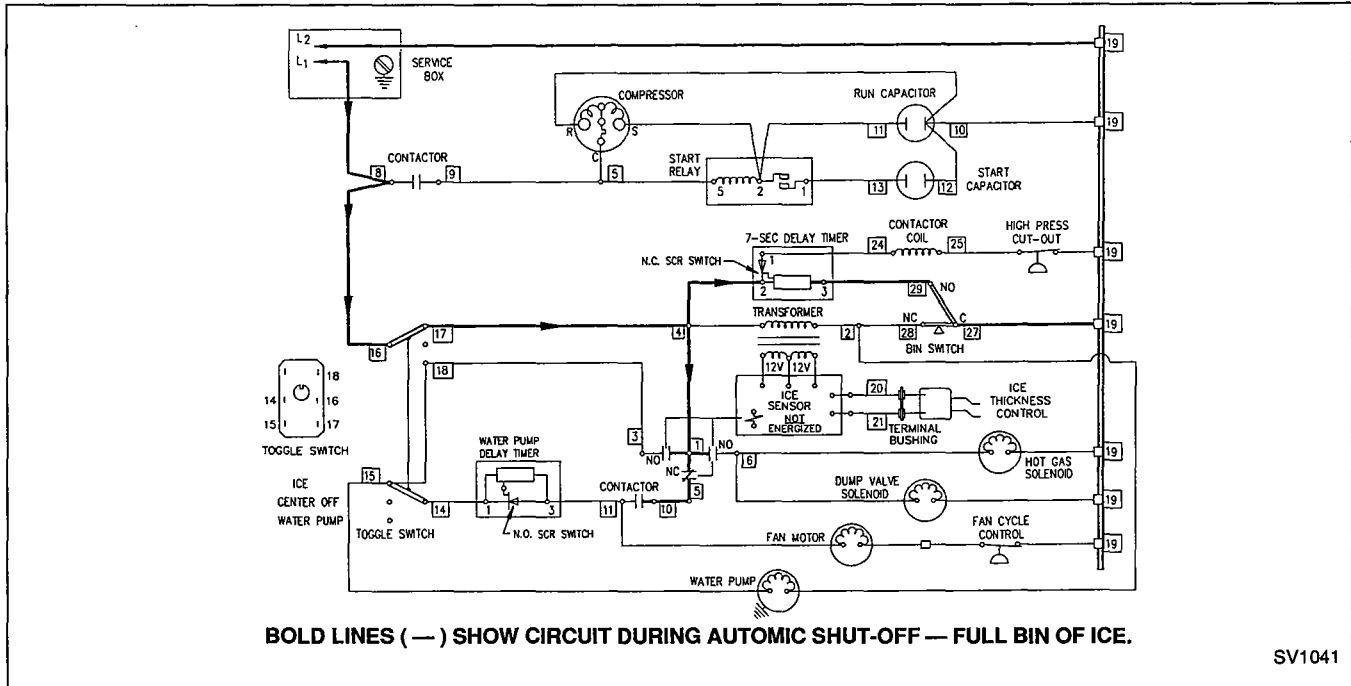 L2
19
L1
SERVICE
BOX
COMPRESSOR
RUN CAPACITOR
R
S
C
11
10
19
START
RELAY
CONTACTOR
8
9
5
5
2
1
13
12
START
CAPACITOR
7-SEC DELAY TIMER
CONTACTOR
COIL
HIGH PRESS
CUT-OUT
24
25
19
N.C. SCR SWITCH
1
2
3
29
NO
TRANSFORMER
NC
C
17
4
2
28
27
19
BIN SWITCH
16
18
12V
12V
ICE
SENSOR
NOT
ENERGIZED
20
21
TERMINAL
BUSHING
ICE
THICKNESS
CONTROL
18
14
16
15
17
TOGGLE SWITCH
3
NO
1
NO
6
19
HOT GAS
SOLENOID
WATER PUMP
DELAY TIMER
NC
5
DUMP VALVE
SOLENOID
19
15
ICE
CENTER OFF
WATER PUMP
TOGGLE SWITCH
14
1
3
N.O. SCR SWITCH
CONTACTOR
11
10
FAN MOTOR
FAN CYCLE
CONTROL
19
WATER PUMP
BOLD LINES ( — ) SHOW CIRCUIT DURING AUTOMIC SHUT-OFF — FULL BIN OF ICE.
SV1041